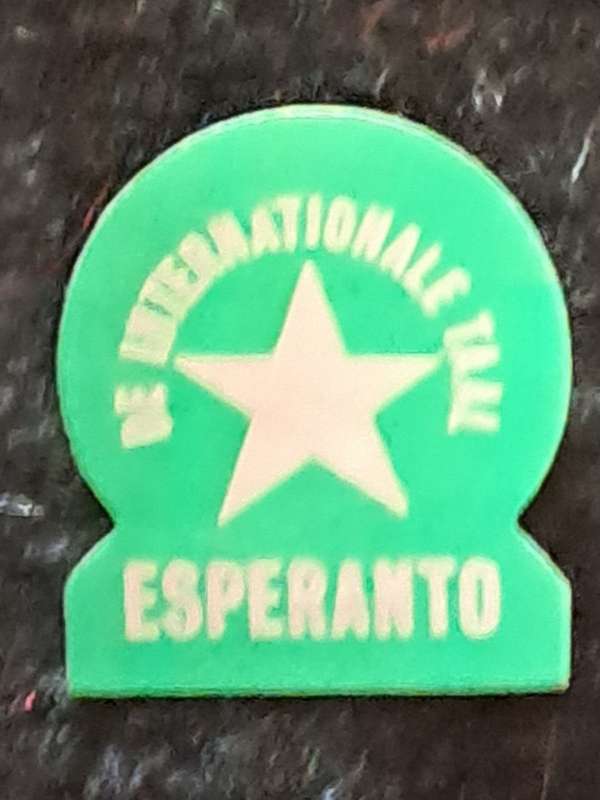 DE INTERNATIONALE TAAL
ESPERANTO